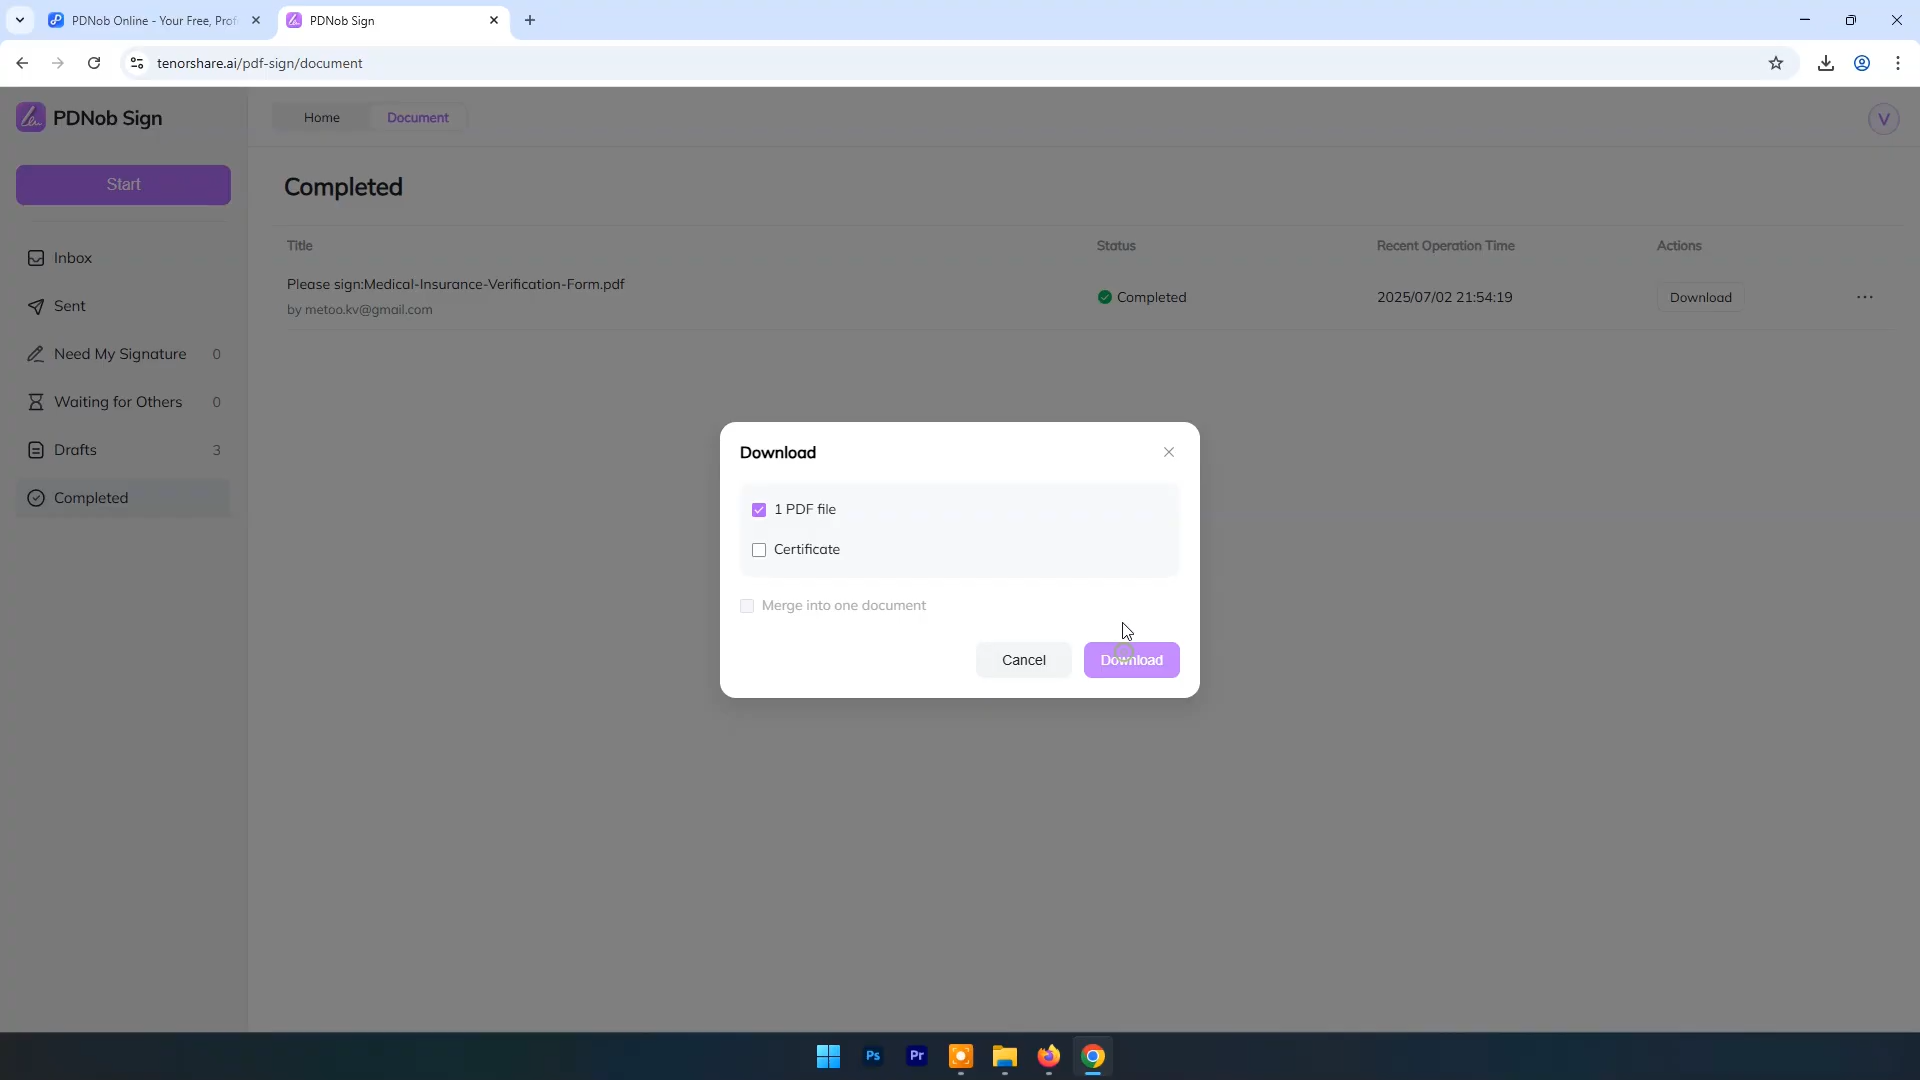 PDNob Online - Your Free, Prof
PDNob Sign
tenorshare.ai/pdf-sign/document
PDNob Sign
Home
Document
V
Start
Completed
Title
Status
Recent Operation Time
Actions
Inbox
Please sign:Medical-Insurance-Verification-Form.pdf
by metoo.kv@gmail.com
Completed
2025/07/02 21:54:19
Download
Sent
Need My Signature 0
Waiting for Others 0
Drafts 3
Completed
Download
1 PDF file
Certificate
Merge into one document
Cancel
Download
Ps
Pr